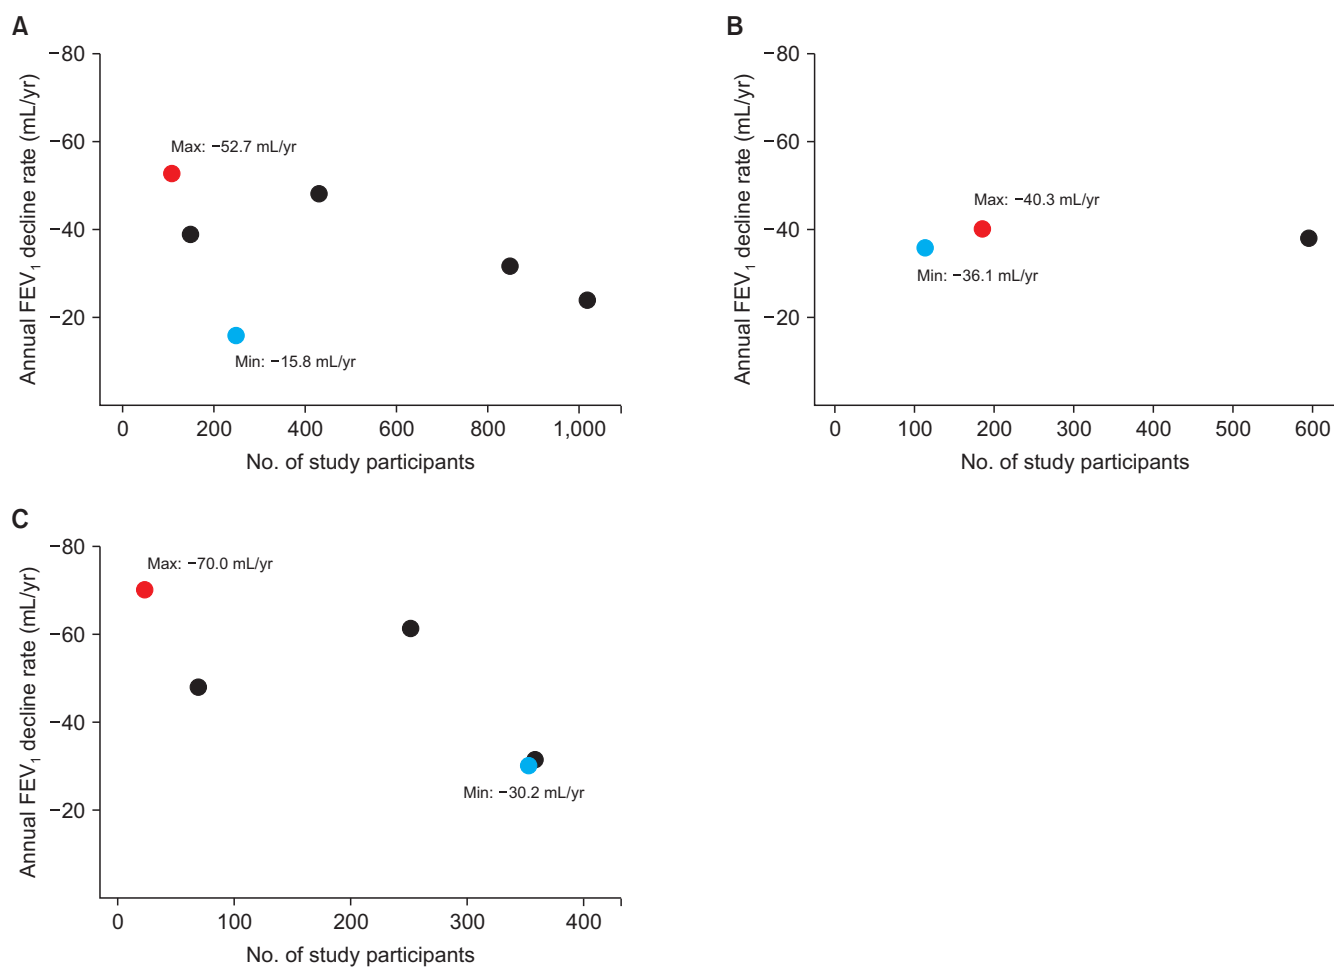 A
Annual FEV₁ decline rate (mL/yr)
−80
−60
−40
−20
Max: −52.7 mL/yr
Min: −15.8 mL/yr
0 200 400 600 800 1,000
No. of study participants
B
Annual FEV₁ decline rate (mL/yr)
−80
−60
−40
−20
Max: −40.3 mL/yr
Min: −36.1 mL/yr
0 100 200 300 400 500 600
No. of study participants
C
Annual FEV₁ decline rate (mL/yr)
−80
−60
−40
−20
Max: −70.0 mL/yr
Min: −30.2 mL/yr
0 100 200 300 400
No. of study participants